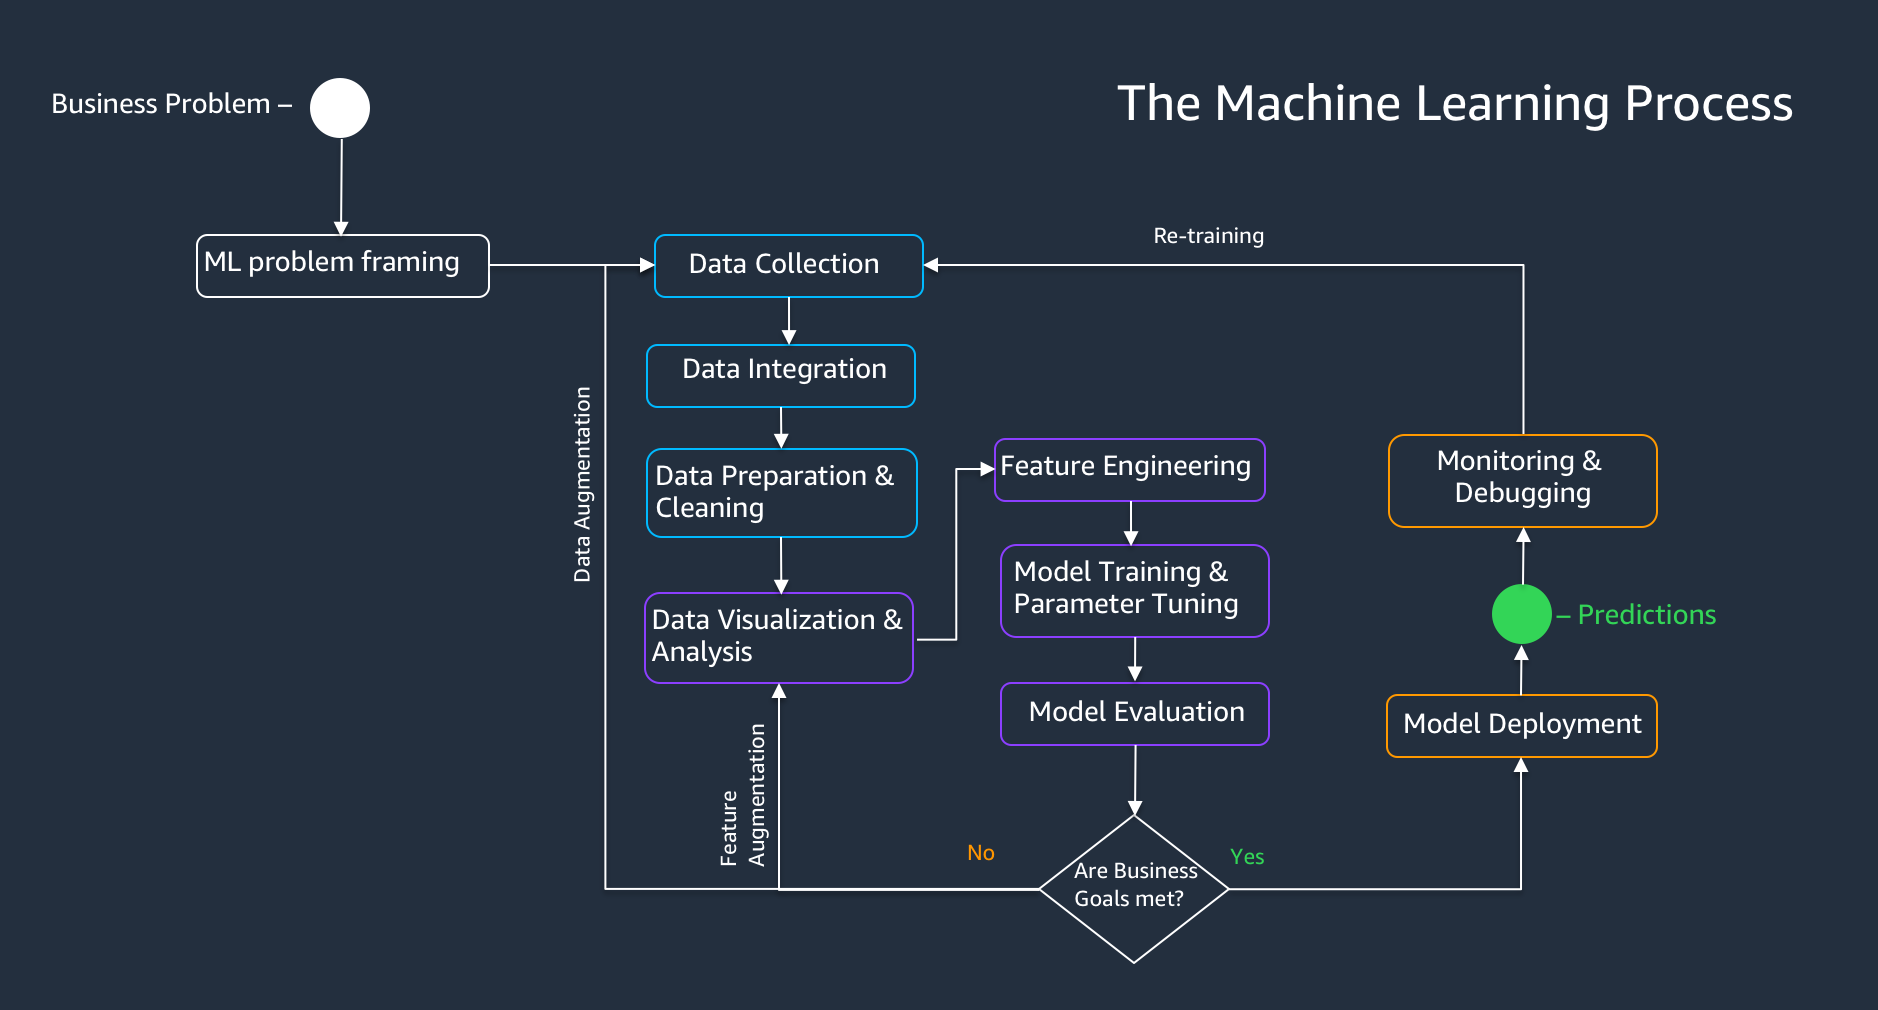 Business Problem –
The Machine Learning Process
ML problem framing
Data Collection
Re-training
Data Integration
Data Augmentation
Data Preparation &
Cleaning
Feature Engineering
Monitoring &
Debugging
Model Training &
Parameter Tuning
– Predictions
Data Visualization &
Analysis
Model Evaluation
Model Deployment
Feature
Augmentation
No
Are Business
Goals met?
Yes